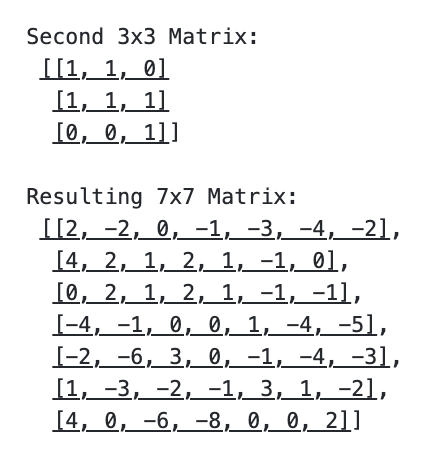 Second 3x3 Matrix:
[[1, 1, 0]
[1, 1, 1]
[0, 0, 1]]
Resulting 7x7 Matrix:
[[2, −2, 0, −1, −3, −4, −2],
[4, 2, 1, 2, 1, −1, 0],
[0, 2, 1, 2, 1, −1, −1],
[−4, −1, 0, 0, 1, −4, −5],
[−2, −6, 3, 0, −1, −4, −3],
[1, −3, −2, −1, 3, 1, −2],
[4, 0, −6, −8, 0, 0, 2]]